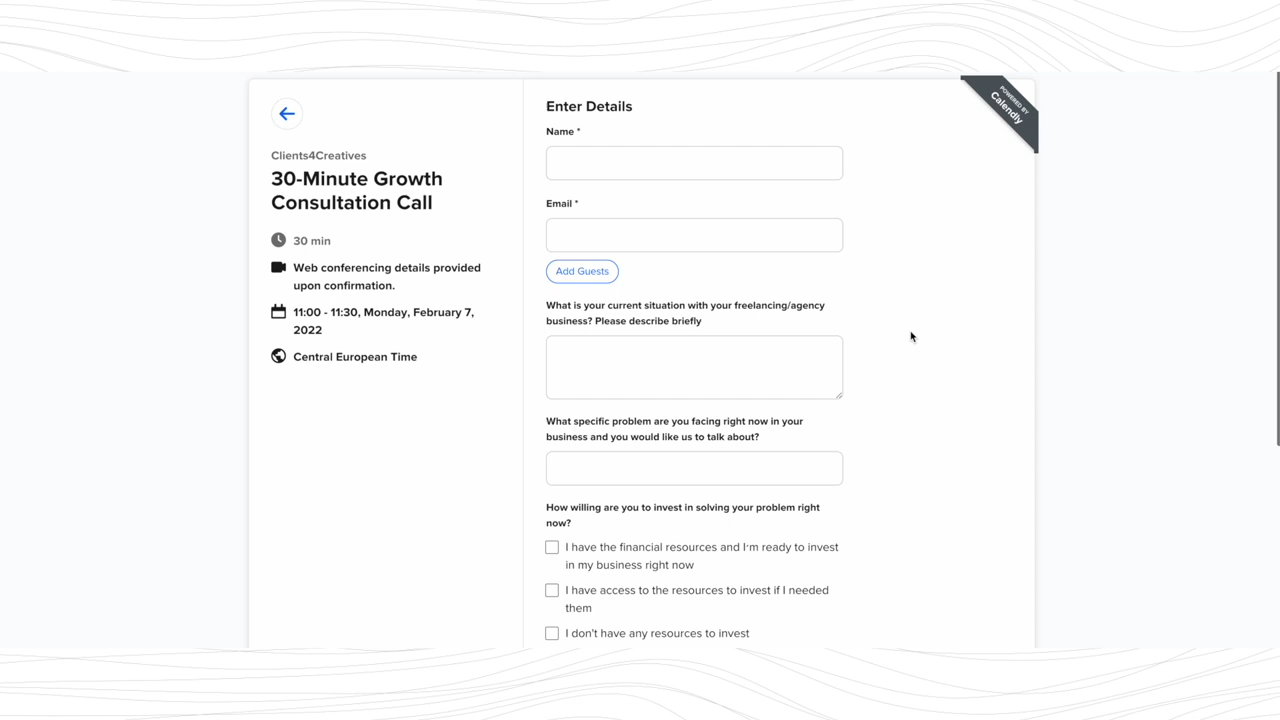 POWERED BY
Calendly
Clients4Creatives
30-Minute Growth
Consultation Call
30 min
Web conferencing details provided
upon confirmation.
11:00 - 11:30, Monday, February 7,
2022
Central European Time
Enter Details
Name *
Email *
Add Guests
What is your current situation with your freelancing/agency
business? Please describe briefly
What specific problem are you facing right now in your
business and you would like us to talk about?
How willing are you to invest in solving your problem right
now?
I have the financial resources and I'm ready to invest
in my business right now
I have access to the resources to invest if I needed
them
I don't have any resources to invest